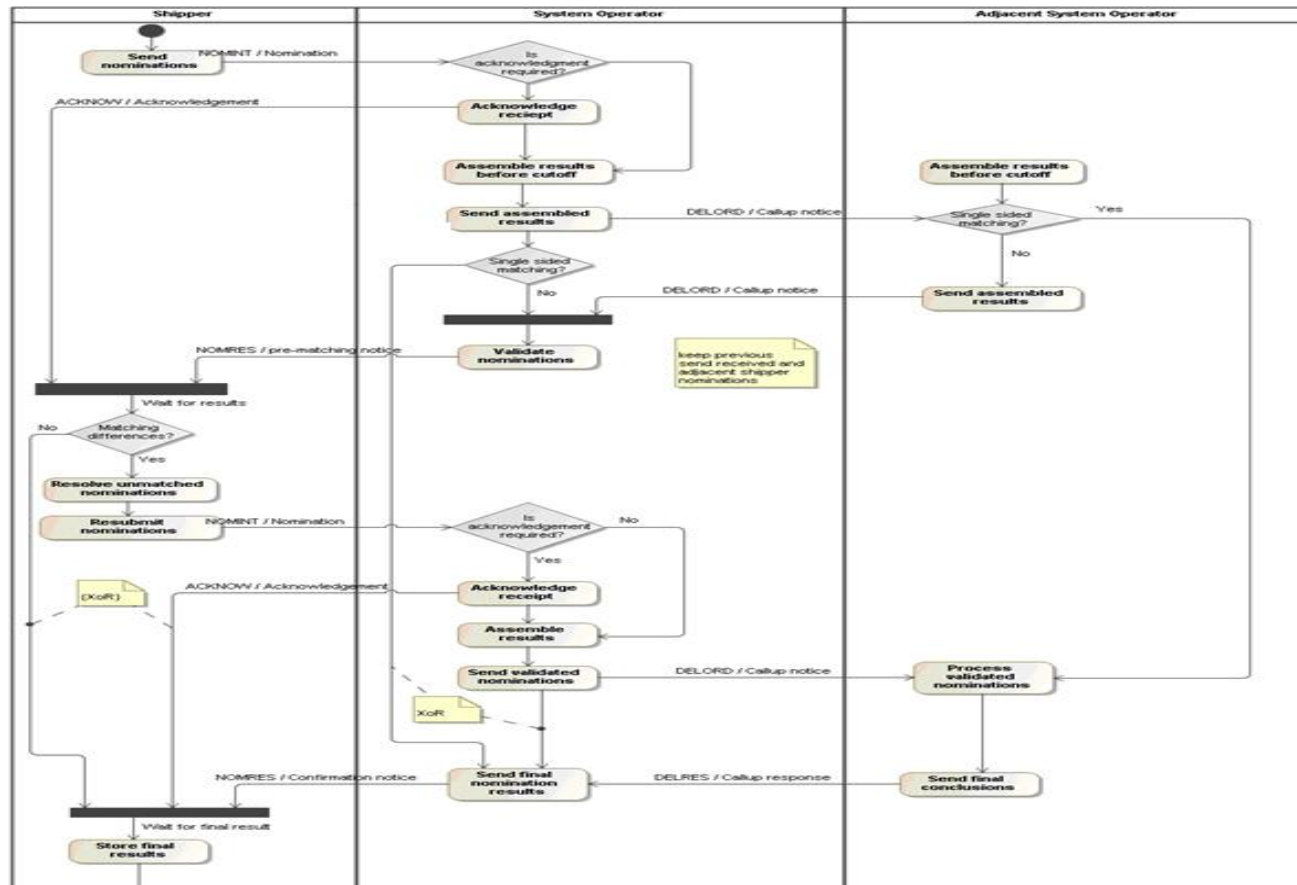 Shipper
System Operator
Adjacent System Operator
Send
nominations
NOMINT / Nomination
Is
acknowledgment
required?
ACKNOW / Acknowledgement
Acknowledge
reciept
Assemble results
before cutoff
Assemble results
before cutoff
Send assembled
results
DELORD / Callup notice
Single sided
matching?
Yes
No
Single sided
matching?
No
DELORD / Callup notice
Send assembled
results
NOMRES / pre-matching notice
Validate
nominations
keep previous
send received and
adjacent shipper
nominations
Wait for results
No
Matching
differences?
Yes
Resolve unmatched
nominations
Resubmit
nominations
NOMINT / Nomination
Is
acknowledgement
required?
No
Yes
{XoR}
ACKNOW / Acknowledgement
Acknowledge
receipt
Assemble
results
Send validated
nominations
DELORD / Callup notice
Process
validated
nominations
XoR
NOMRES / Confirmation notice
Send final
nomination
results
DELRES / Callup response
Send final
conclusions
Wait for final result
Store final
results